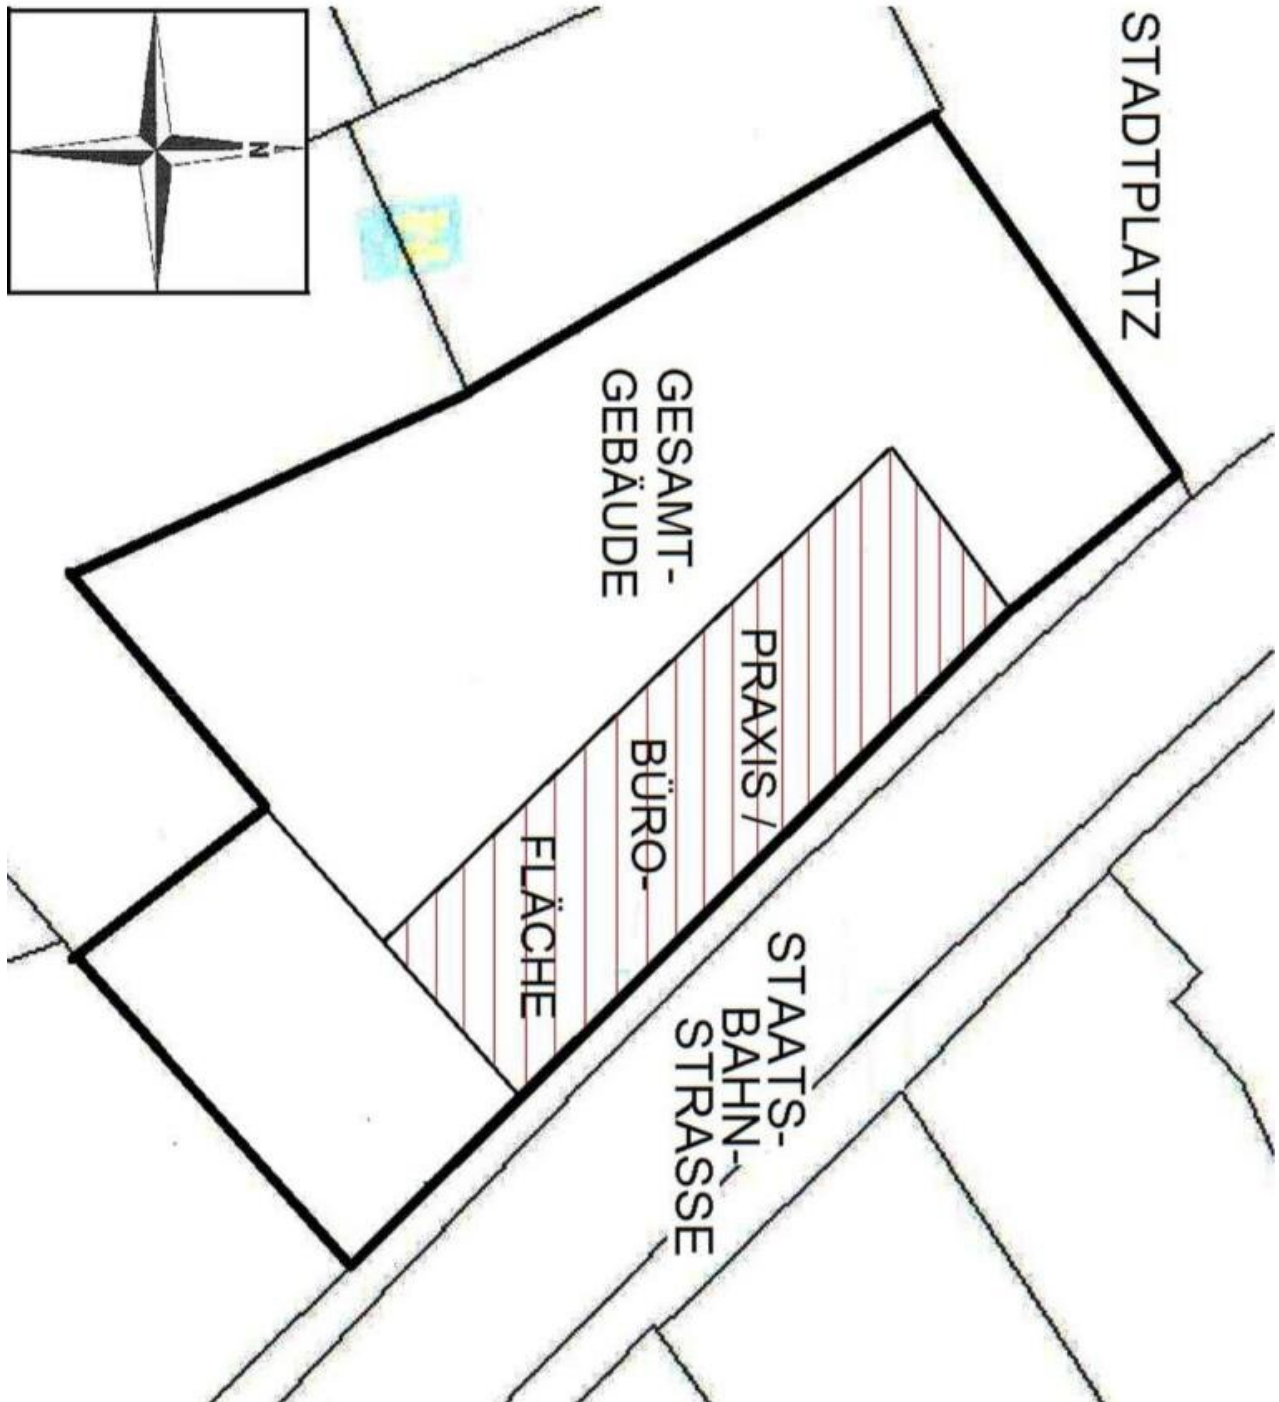 STADTPLATZ
GESAMT-
GEBÄUDE
PRAXIS /
BÜRO-
FLÄCHE
STAATS-
BAHN-
STRASSE
N